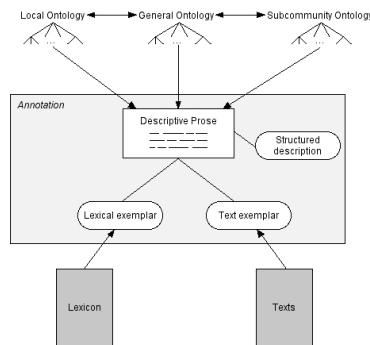 Local Ontology General Ontology Subcommunity Ontology
... ... ...
Annotation
Descriptive Prose
Structured
description
Lexical exemplar Text exemplar
Lexicon Texts